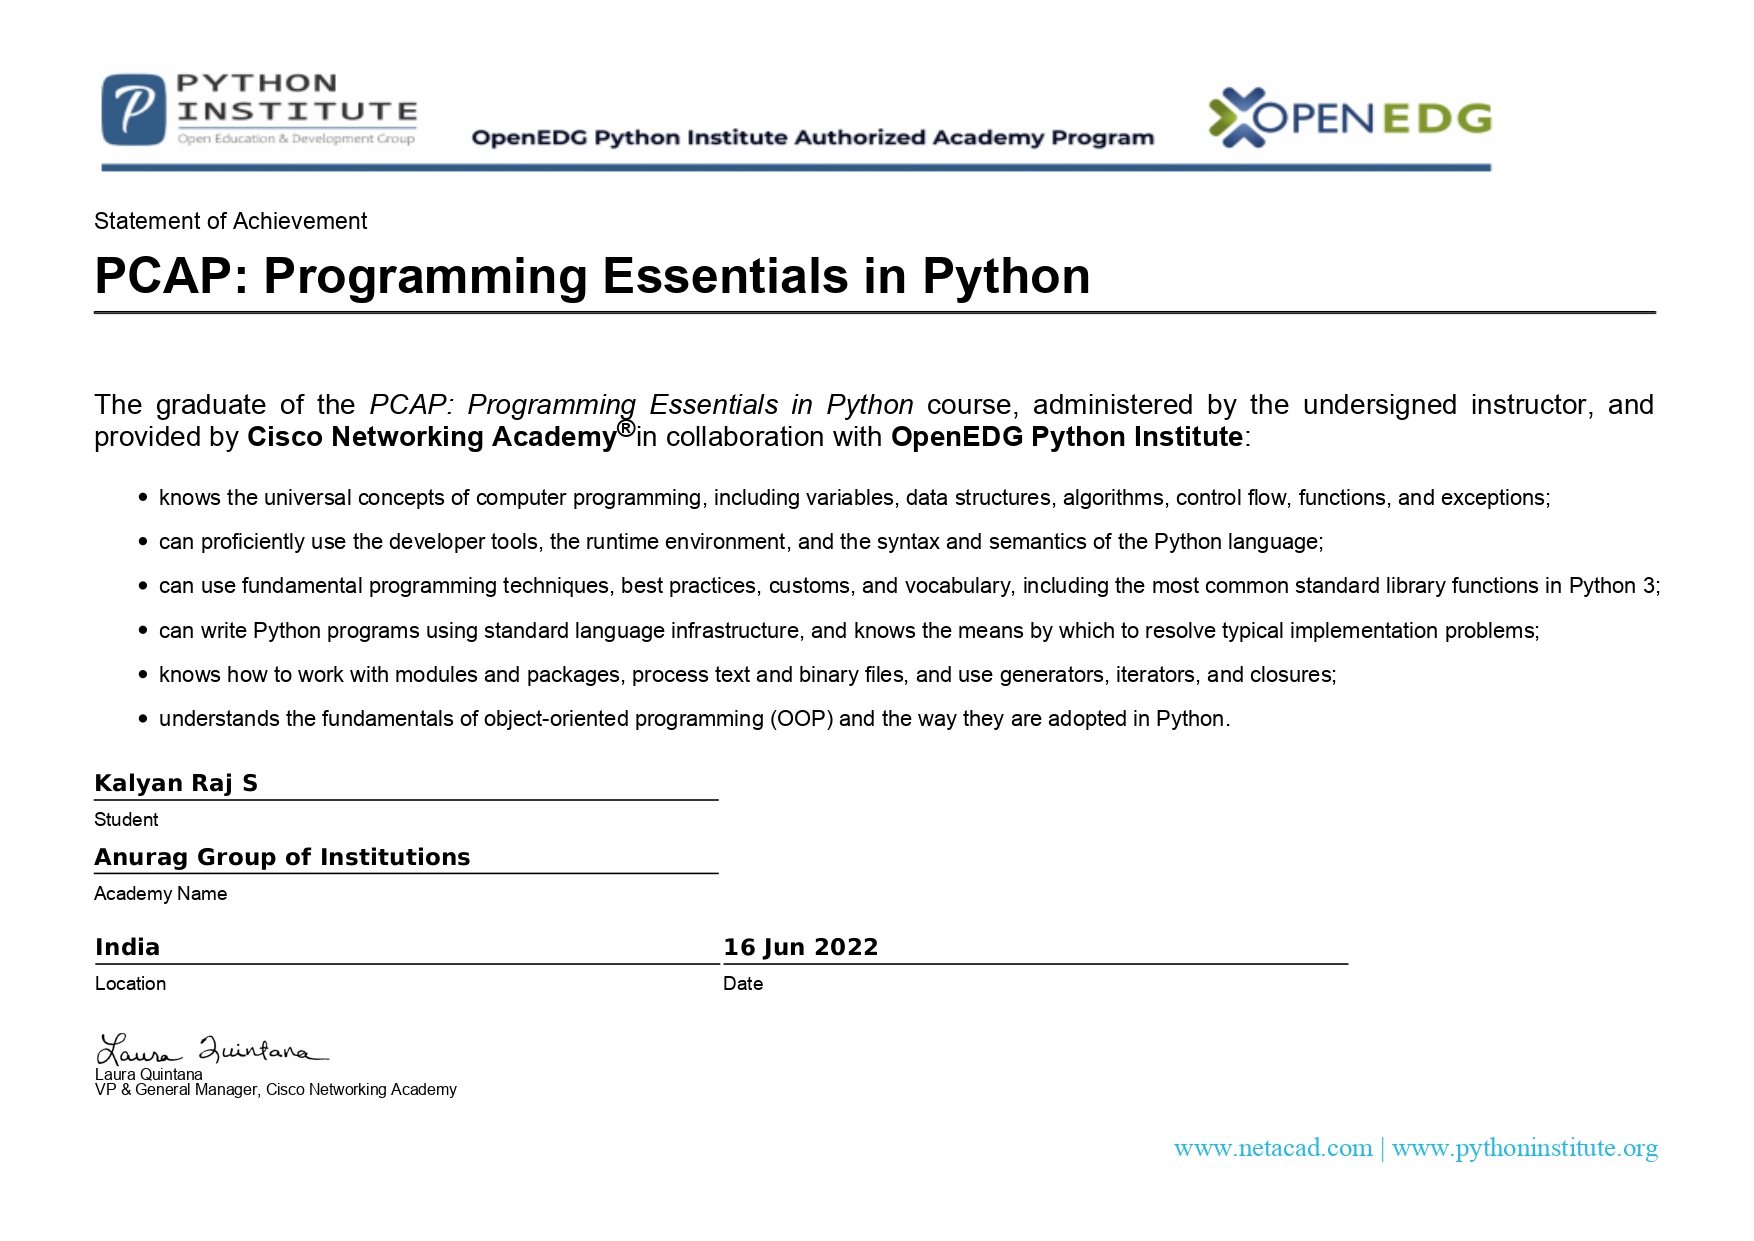 PYTHON
INSTITUTE
Open Education & Development Group
OpenEDG Python Institute Authorized Academy Program
OPENEDG
Statement of Achievement
PCAP: Programming Essentials in Python
The graduate of the PCAP: Programming Essentials in Python course, administered by the undersigned instructor, and
provided by Cisco Networking Academy®in collaboration with OpenEDG Python Institute:
• knows the universal concepts of computer programming, including variables, data structures, algorithms, control flow, functions, and exceptions;
• can proficiently use the developer tools, the runtime environment, and the syntax and semantics of the Python language;
• can use fundamental programming techniques, best practices, customs, and vocabulary, including the most common standard library functions in Python 3;
• can write Python programs using standard language infrastructure, and knows the means by which to resolve typical implementation problems;
• knows how to work with modules and packages, process text and binary files, and use generators, iterators, and closures;
• understands the fundamentals of object-oriented programming (OOP) and the way they are adopted in Python.
Kalyan Raj S
Student
Anurag Group of Institutions
Academy Name
India 16 Jun 2022
Location Date
Laura Quintana
Laura Quintana
VP & General Manager, Cisco Networking Academy
www.netacad.com | www.pythoninstitute.org